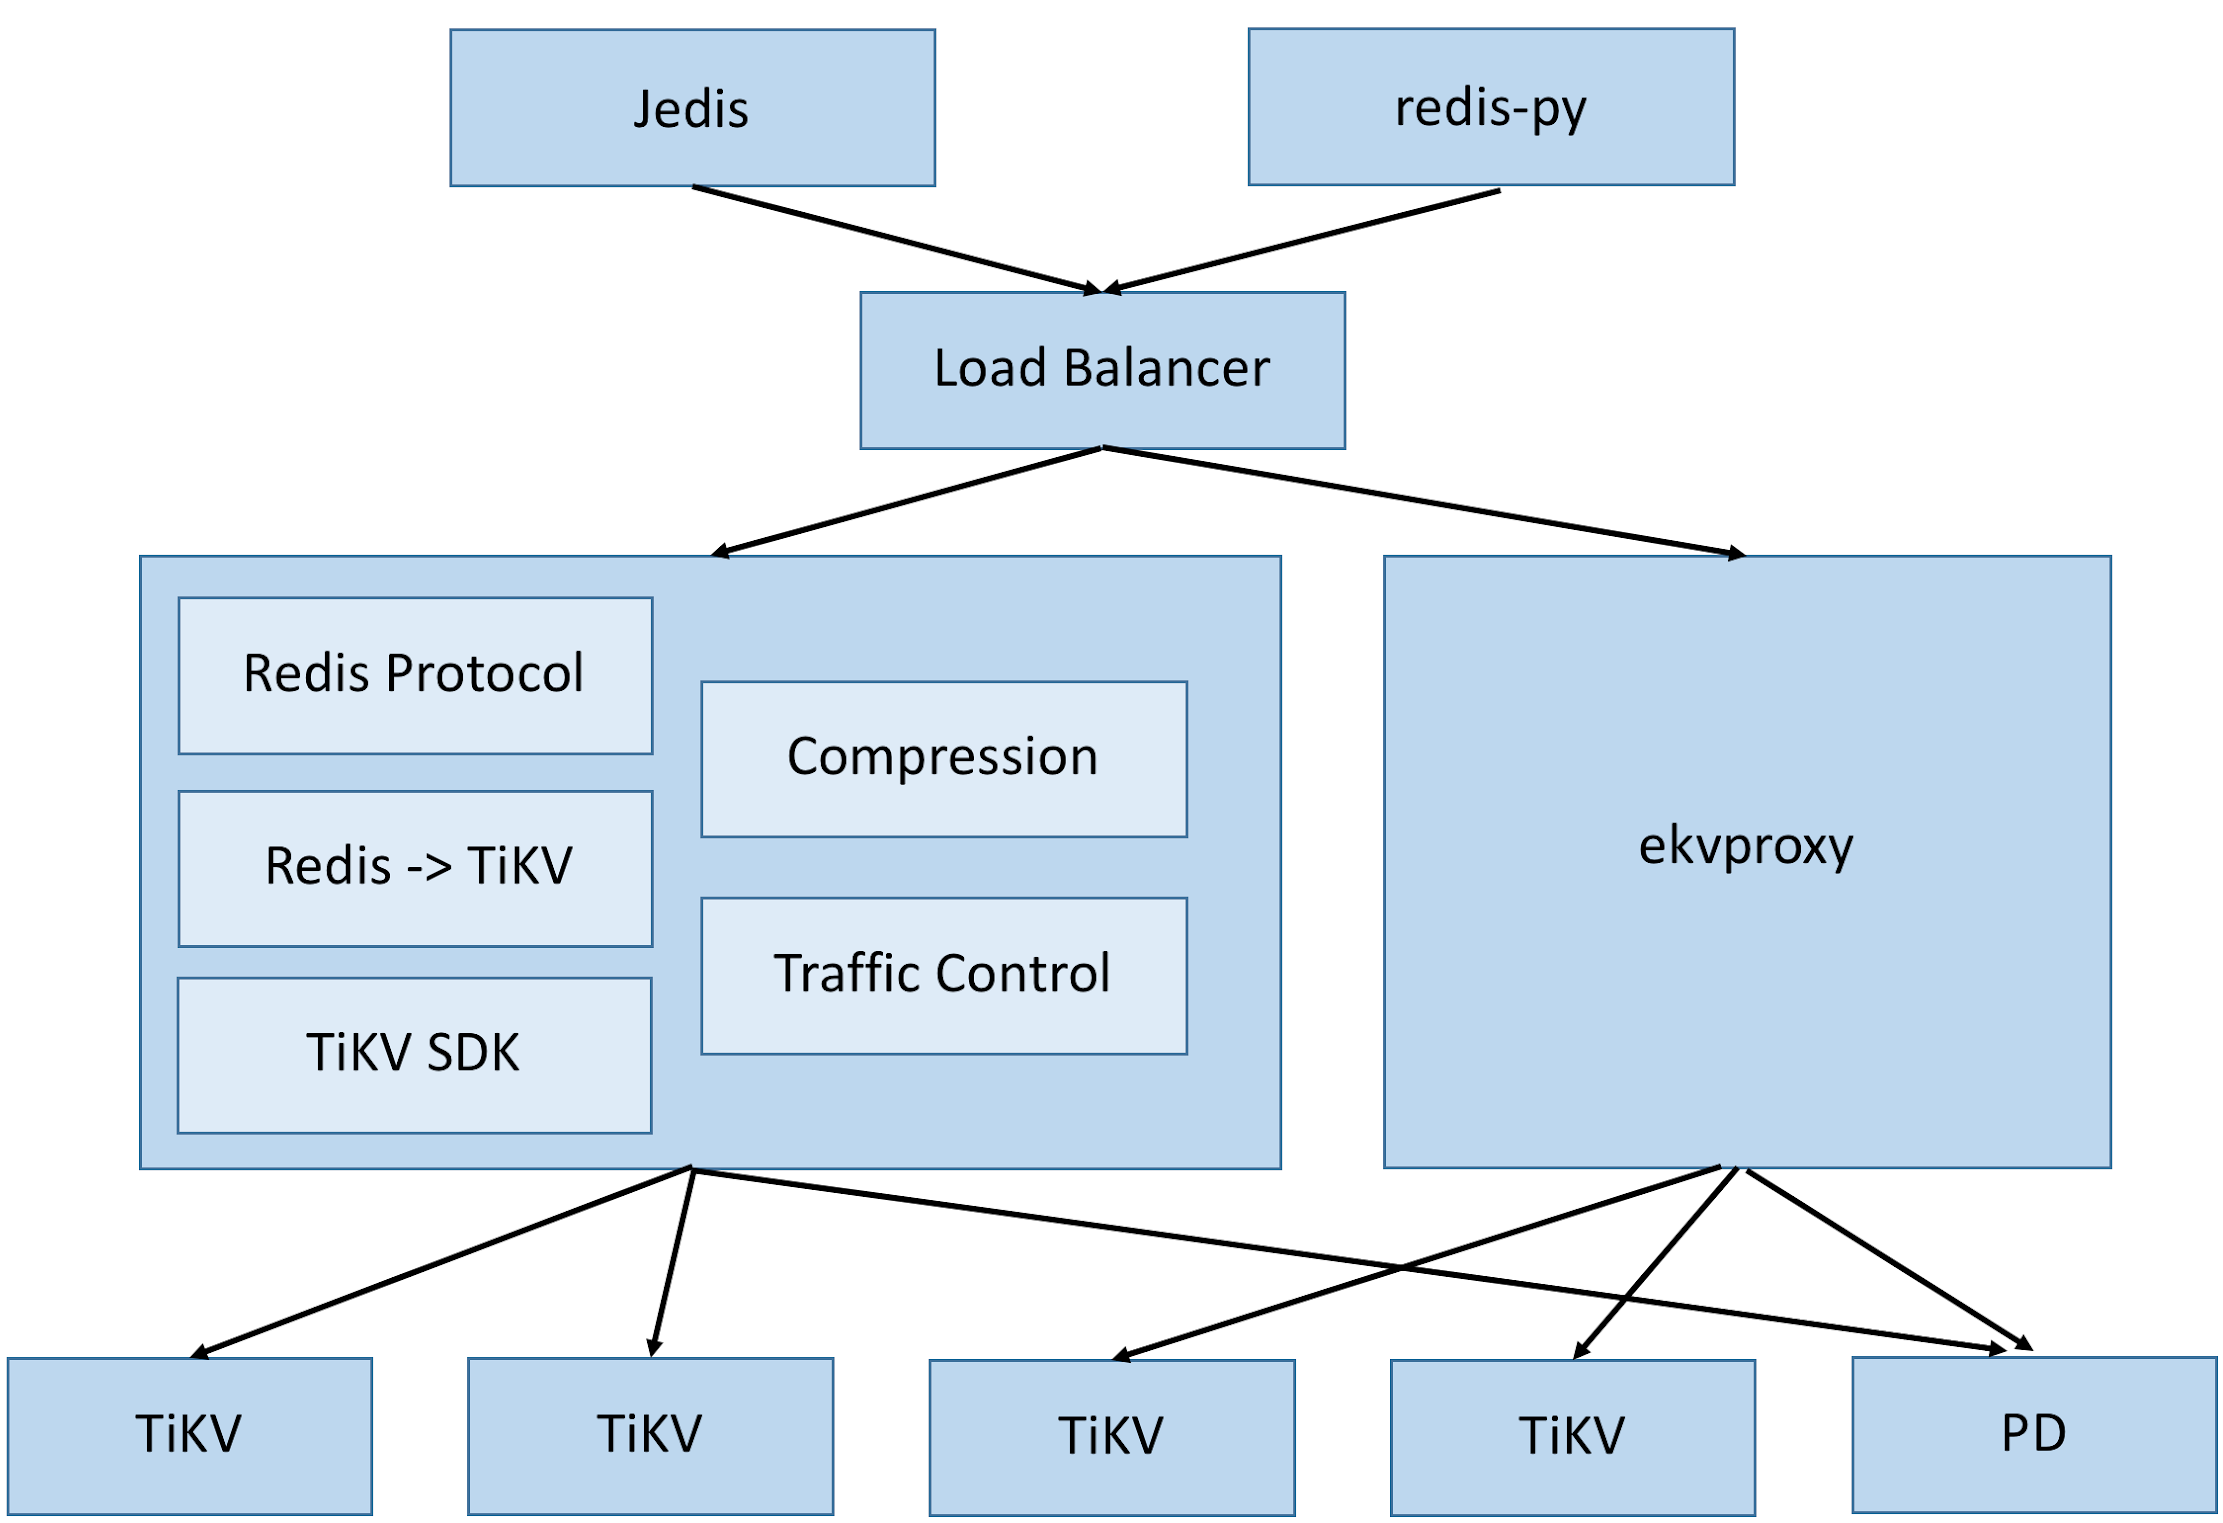 Jedis
redis-py
Load Balancer
Redis Protocol
Redis -> TiKV
TiKV SDK
Compression
Traffic Control
ekvproxy
TiKV
TiKV
TiKV
TiKV
PD